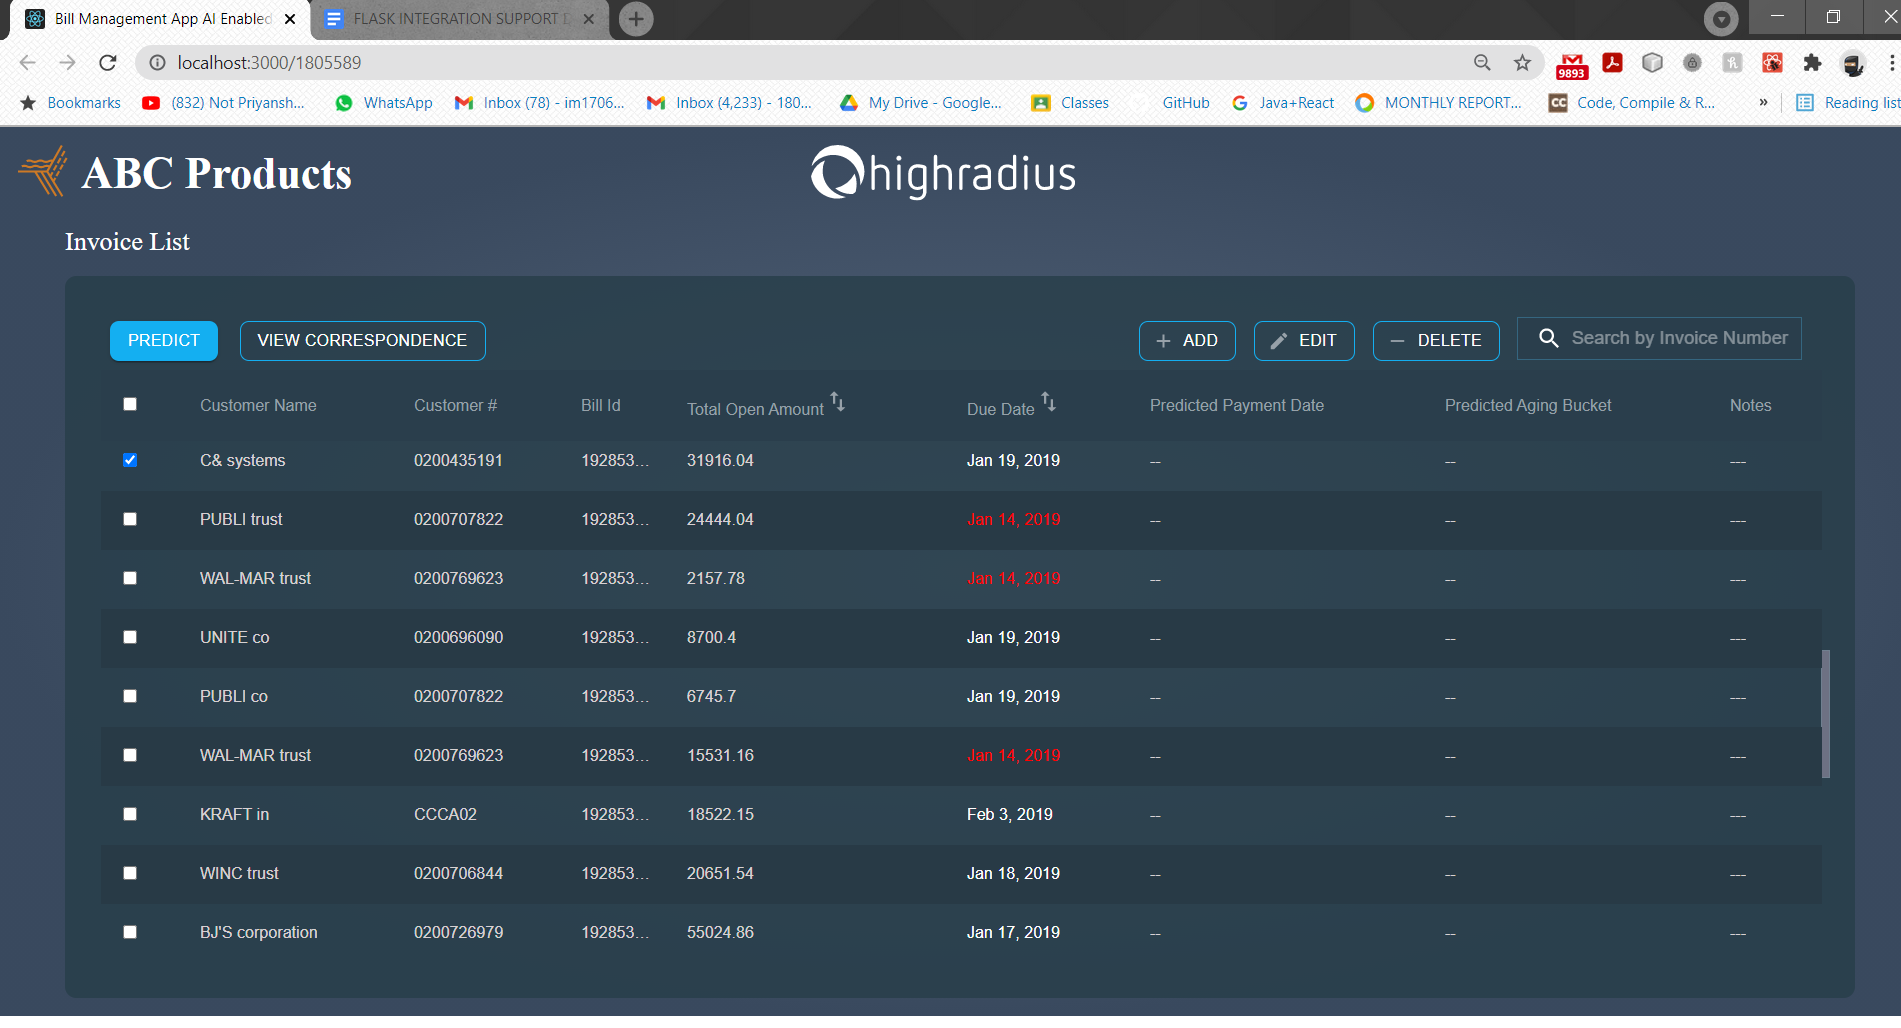 Bill Management App AI Enabled
FLASK INTEGRATION SUPPORT D
localhost:3000/1805589
9893
Bookmarks (832) Not Priyansh... WhatsApp Inbox (78) - im1706... Inbox (4,233) - 180... My Drive - Google... Classes GitHub Java+React MONTHLY REPORT... CC Code, Compile & R... » Reading list
ABC Products highradius
Invoice List
PREDICT VIEW CORRESPONDENCE + ADD EDIT — DELETE Search by Invoice Number
Customer Name Customer # Bill Id Total Open Amount Due Date Predicted Payment Date Predicted Aging Bucket Notes
C& systems 0200435191 192853... 31916.04 Jan 19, 2019 -- -- ---
PUBLI trust 0200707822 192853... 24444.04 Jan 14, 2019 -- -- ---
WAL-MAR trust 0200769623 192853... 2157.78 Jan 14, 2019 -- -- ---
UNITE co 0200696090 192853... 8700.4 Jan 19, 2019 -- -- ---
PUBLI co 0200707822 192853... 6745.7 Jan 19, 2019 -- -- ---
WAL-MAR trust 0200769623 192853... 15531.16 Jan 14, 2019 -- -- ---
KRAFT in CCCA02 192853... 18522.15 Feb 3, 2019 -- -- ---
WINC trust 0200706844 192853... 20651.54 Jan 18, 2019 -- -- ---
BJ'S corporation 0200726979 192853... 55024.86 Jan 17, 2019 -- -- ---